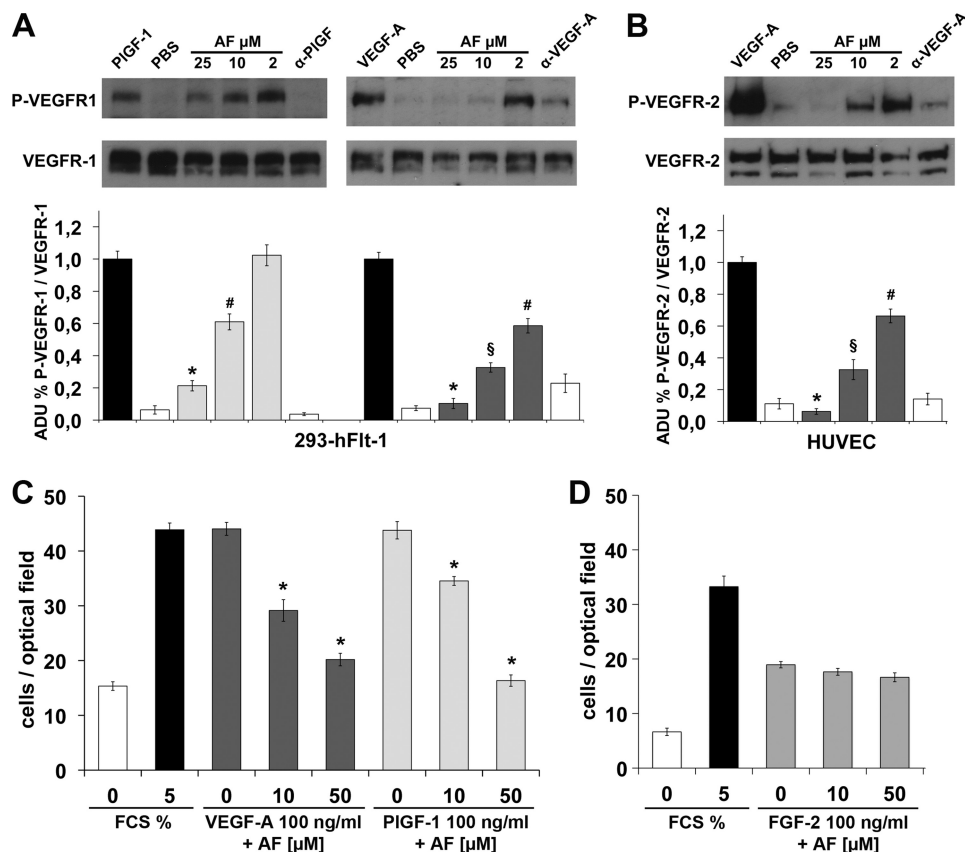 A
PlGF-1 PBS AF µM α-PlGF
25 10 2
VEGF-A PBS AF µM α-VEGF-A
25 10 2
P-VEGFR1
VEGFR-1
ADU % P-VEGFR-1 / VEGFR-1
1,2
1,0
0,8
0,6
0,4
0,2
0,0
* # * § #
293-hFlt-1
B
VEGF-A PBS AF µM α-VEGF-A
25 10 2
P-VEGFR-2
VEGFR-2
ADU % P-VEGFR-2 / VEGFR-2
1,2
1,0
0,8
0,6
0,4
0,2
0,0
* § #
HUVEC
C
cells / optical field
50
40
30
20
10
0
* * * *
0 5 0 10 50 0 10 50
FCS % VEGF-A 100 ng/ml PlGF-1 100 ng/ml
+ AF [µM] + AF [µM]
D
cells / optical field
50
40
30
20
10
0
0 5 0 10 50
FCS % FGF-2 100 ng/ml
+ AF [µM]